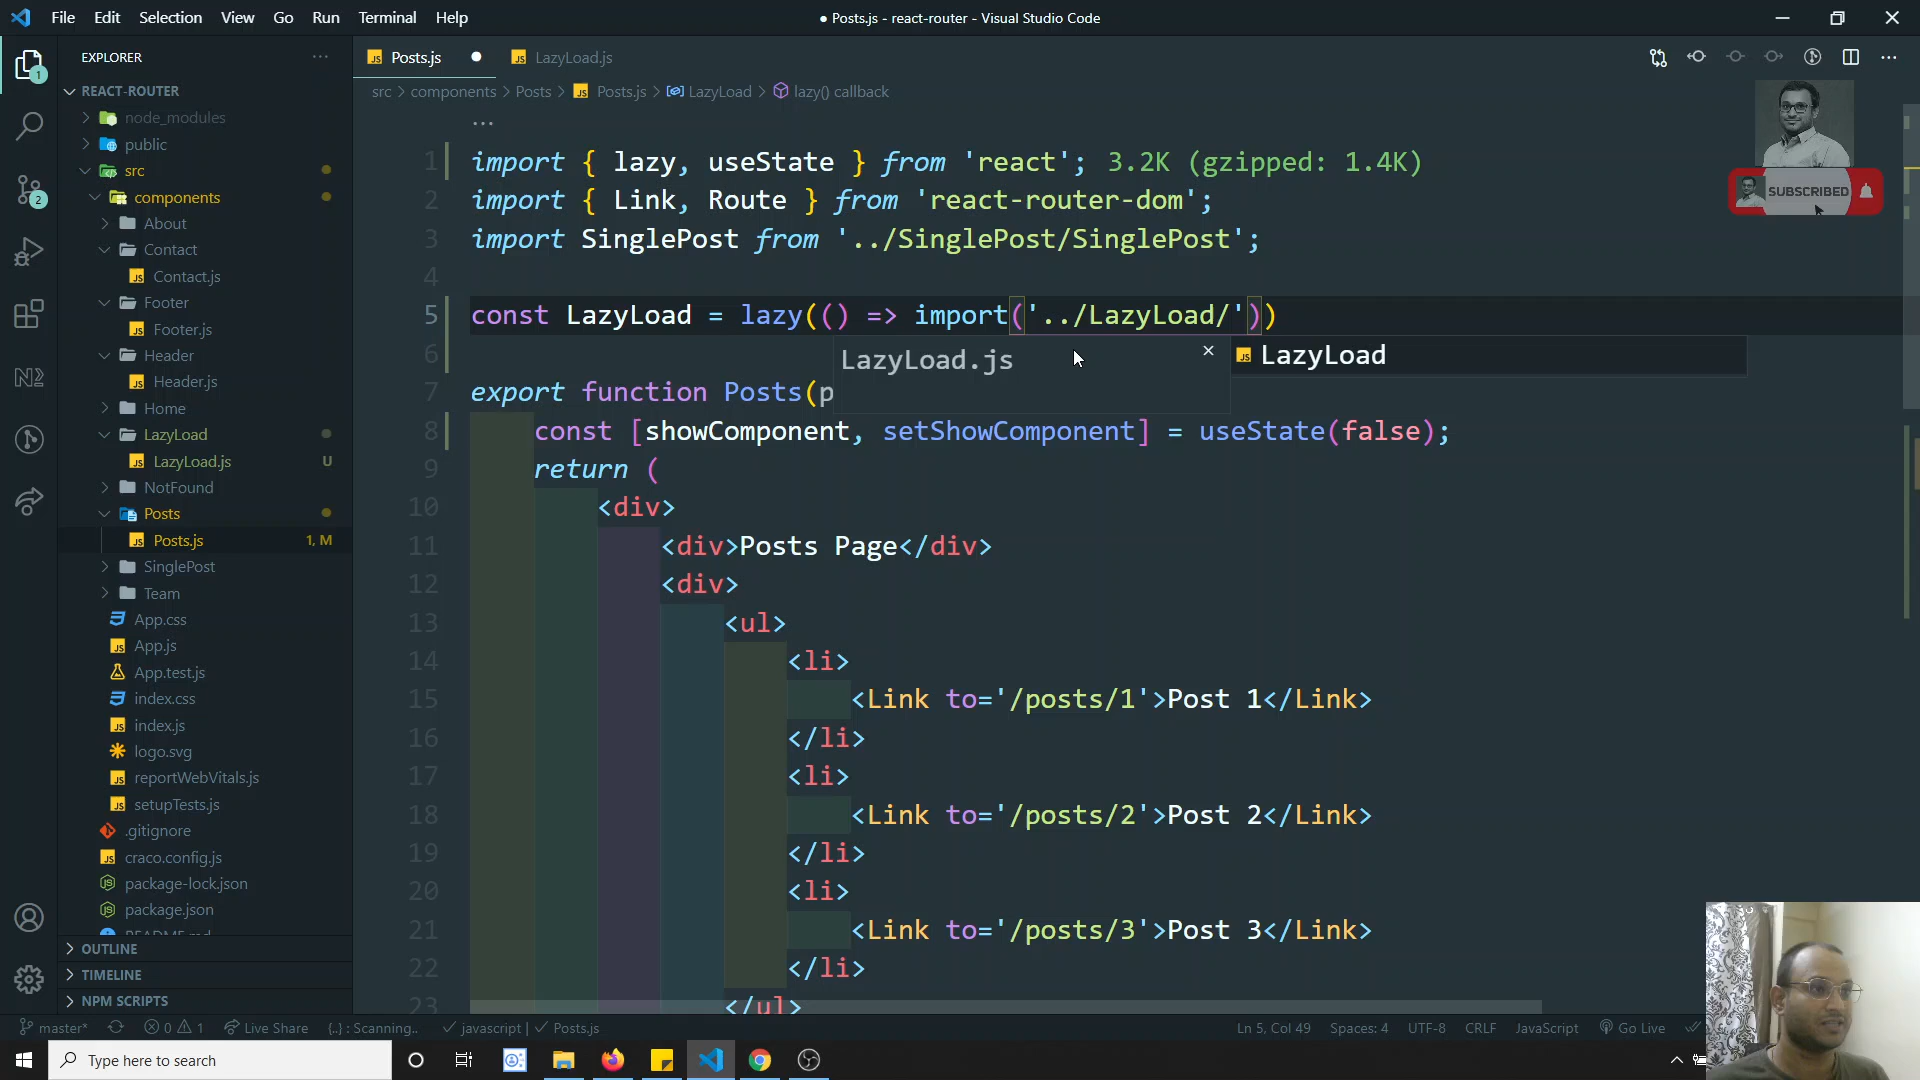 File Edit Selection View Go Run Terminal Help
● Posts.js - react-router - Visual Studio Code
EXPLORER
Posts.js
LazyLoad.js
src > components > Posts > Posts.js > LazyLoad > lazy() callback
REACT-ROUTER
node_modules
public
src
components
About
Contact
Contact.js
Footer
Footer.js
Header
Header.js
Home
LazyLoad
LazyLoad.js U
NotFound
Posts
Posts.js 1, M
SinglePost
Team
App.css
App.js
App.test.js
index.css
index.js
logo.svg
reportWebVitals.js
setupTests.js
.gitignore
craco.config.js
package-lock.json
package.json
README.md
OUTLINE
TIMELINE
NPM SCRIPTS
1
2
...
1 import { lazy, useState } from 'react'; 3.2K (gzipped: 1.4K)
2 import { Link, Route } from 'react-router-dom';
3 import SinglePost from '../SinglePost/SinglePost';
4
5 const LazyLoad = lazy(() => import('../LazyLoad/'))
6
LazyLoad.js
LazyLoad
7 export function Posts(p
8 const [showComponent, setShowComponent] = useState(false);
9 return (
10 <div>
11 <div>Posts Page</div>
12 <div>
13 <ul>
14 <li>
15 <Link to='/posts/1'>Post 1</Link>
16 </li>
17 <li>
18 <Link to='/posts/2'>Post 2</Link>
19 </li>
20 <li>
21 <Link to='/posts/3'>Post 3</Link>
22 </li>
23 </ul>
SUBSCRIBED
master* 0 1 Live Share {..} : Scanning.. javascript | Posts.js
Ln 5, Col 49 Spaces: 4 UTF-8 CRLF JavaScript Go Live
Type here to search